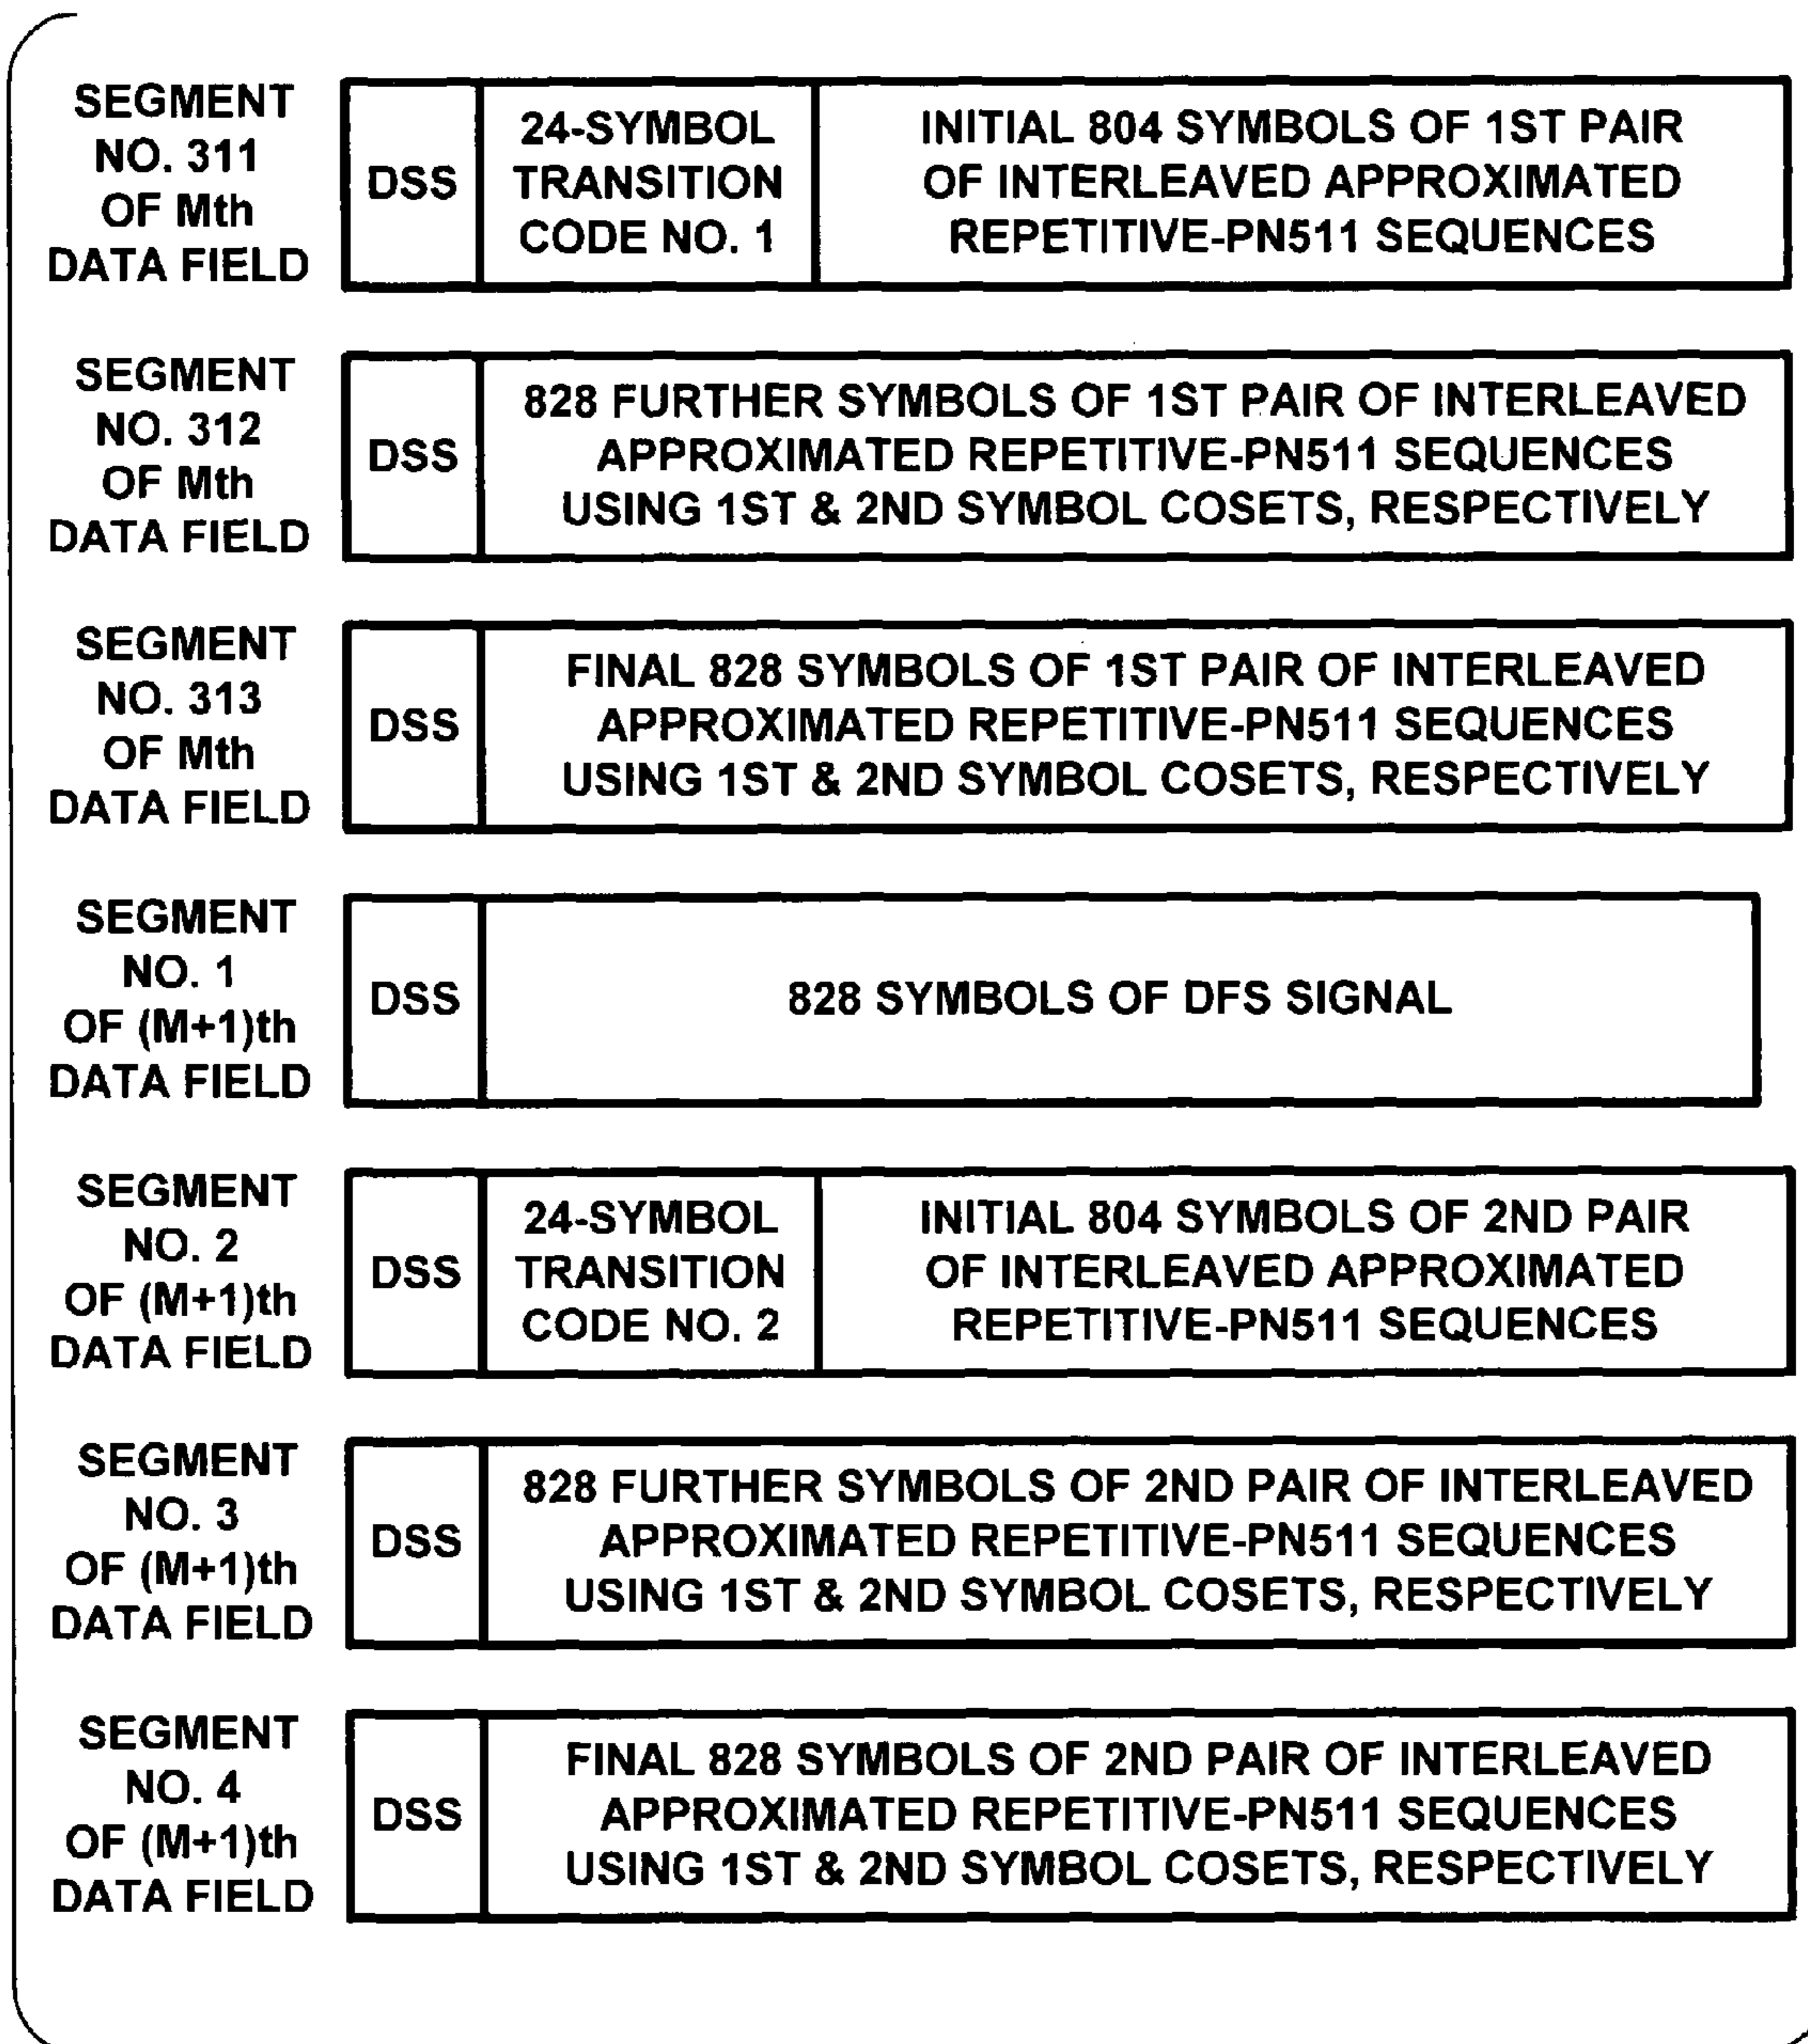 SEGMENT
NO. 311
OF Mth
DATA FIELD
DSS
24-SYMBOL
TRANSITION
CODE NO. 1
INITIAL 804 SYMBOLS OF 1ST PAIR
OF INTERLEAVED APPROXIMATED
REPETITIVE-PN511 SEQUENCES
SEGMENT
NO. 312
OF Mth
DATA FIELD
DSS
828 FURTHER SYMBOLS OF 1ST PAIR OF INTERLEAVED
APPROXIMATED REPETITIVE-PN511 SEQUENCES
USING 1ST & 2ND SYMBOL COSETS, RESPECTIVELY
SEGMENT
NO. 313
OF Mth
DATA FIELD
DSS
FINAL 828 SYMBOLS OF 1ST PAIR OF INTERLEAVED
APPROXIMATED REPETITIVE-PN511 SEQUENCES
USING 1ST & 2ND SYMBOL COSETS, RESPECTIVELY
SEGMENT
NO. 1
OF (M+1)th
DATA FIELD
DSS
828 SYMBOLS OF DFS SIGNAL
SEGMENT
NO. 2
OF (M+1)th
DATA FIELD
DSS
24-SYMBOL
TRANSITION
CODE NO. 2
INITIAL 804 SYMBOLS OF 2ND PAIR
OF INTERLEAVED APPROXIMATED
REPETITIVE-PN511 SEQUENCES
SEGMENT
NO. 3
OF (M+1)th
DATA FIELD
DSS
828 FURTHER SYMBOLS OF 2ND PAIR OF INTERLEAVED
APPROXIMATED REPETITIVE-PN511 SEQUENCES
USING 1ST & 2ND SYMBOL COSETS, RESPECTIVELY
SEGMENT
NO. 4
OF (M+1)th
DATA FIELD
DSS
FINAL 828 SYMBOLS OF 2ND PAIR OF INTERLEAVED
APPROXIMATED REPETITIVE-PN511 SEQUENCES
USING 1ST & 2ND SYMBOL COSETS, RESPECTIVELY